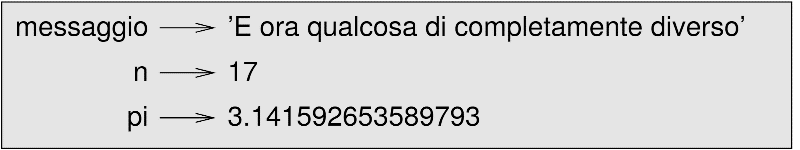 messaggio ⟶ ’E ora qualcosa di completamente diverso’
n ⟶ 17
pi ⟶ 3.141592653589793